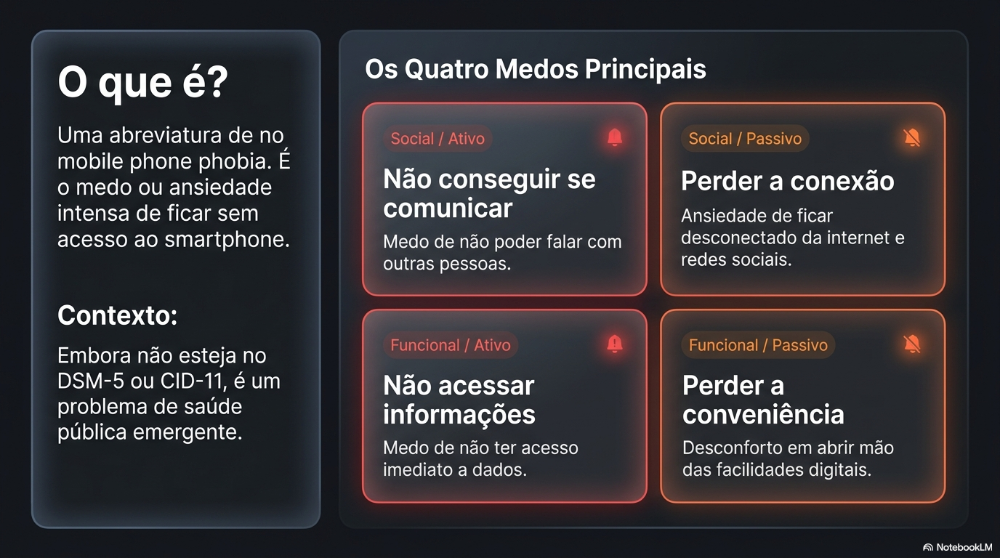 O que é?
Uma abreviatura de no
mobile phone phobia. É
o medo ou ansiedade
intensa de ficar sem
acesso ao smartphone.
Contexto:
Embora não esteja no
DSM-5 ou CID-11, é um
problema de saúde
pública emergente.
Os Quatro Medos Principais
Social / Ativo
Não conseguir se
comunicar
Medo de não poder falar com
outras pessoas.
Social / Passivo
Perder a conexão
Ansiedade de ficar
desconectado da internet e
redes sociais.
Funcional / Ativo
Não acessar
informações
Medo de não ter acesso
imediato a dados.
Funcional / Passivo
Perder a
conveniência
Desconforto em abrir mão
das facilidades digitais.
NotebookLM